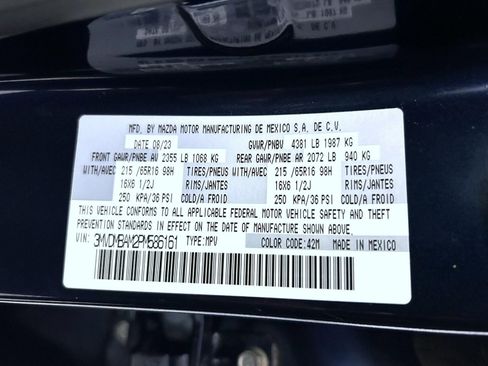 MFD. BY MAZDA MOTOR MANUFACTURING DE MEXICO S.A. DE C.V.
DATE 08/23 GVWR/PNBV 4381 LB 1987 KG
FRONT GAWR/PNBE AV 2355 LB 1068 KG REAR GAWR/PNBE AR 2072 LB 940 KG
WITH/AVEC 215 /65R16 98H TIRES/PNEUS WITH/AVEC 215 /65R16 98H TIRES/PNEUS
16X6 1/2J RIMS/JANTES 16X6 1/2J RIMS/JANTES
250 KPA/36 PSI COLD/A FROID 250 KPA/36 PSI COLD/A FROID
THIS VEHICLE CONFORMS TO ALL APPLICABLE FEDERAL MOTOR VEHICLE SAFETY AND THEFT
PREVENTION STANDARDS IN EFFECT ON THE DATE OF MANUFACTURE SHOWN ABOVE.
VIN: 3MVDMBAM2PM586161 TYPE: MPV COLOR CODE: 42M MADE IN MEXICO